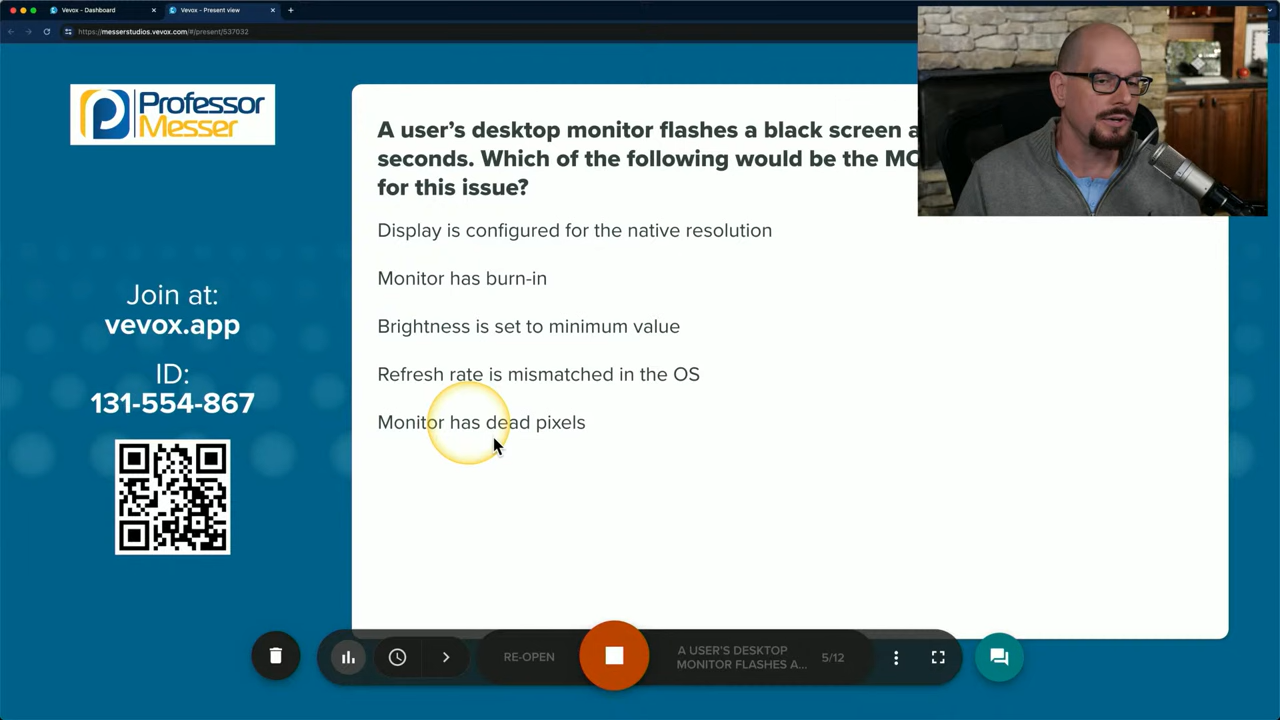 Vevox - Dashboard
Vevox - Present view
https://messerstudios.vevox.com/#/present/537032
Professor
Messer
A user's desktop monitor flashes a black screen
seconds. Which of the following would be the
for this issue?
Display is configured for the native resolution
Monitor has burn-in
Brightness is set to minimum value
Refresh rate is mismatched in the OS
Monitor has dead pixels
Join at:
vevox.app
ID:
131-554-867
RE-OPEN
A USER'S DESKTOP
MONITOR FLASHES A...
5/12